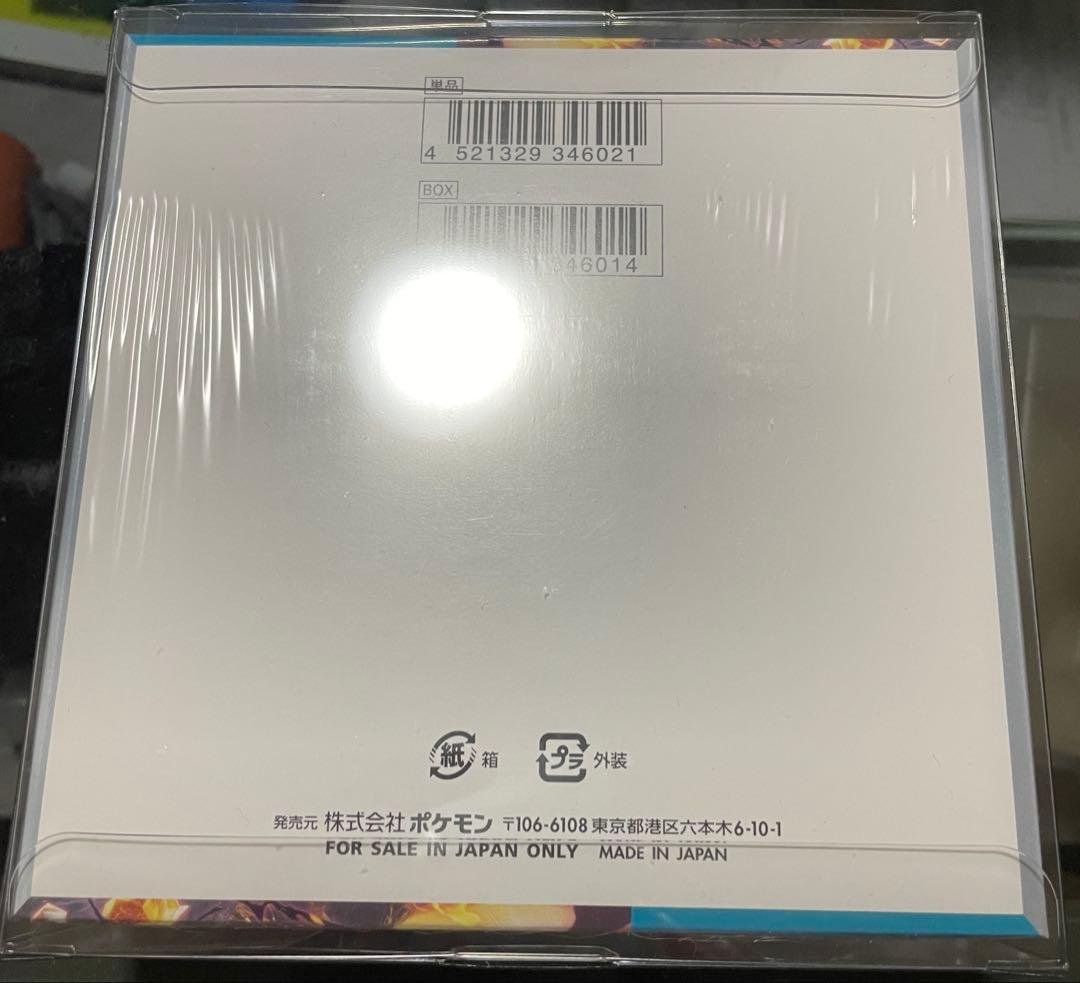 単品
4 521329 346021
BOX
346014
紙 箱 プラ 外装
発売元 株式会社ポケモン 〒106-6108 東京都港区六本木6-10-1
FOR SALE IN JAPAN ONLY MADE IN JAPAN